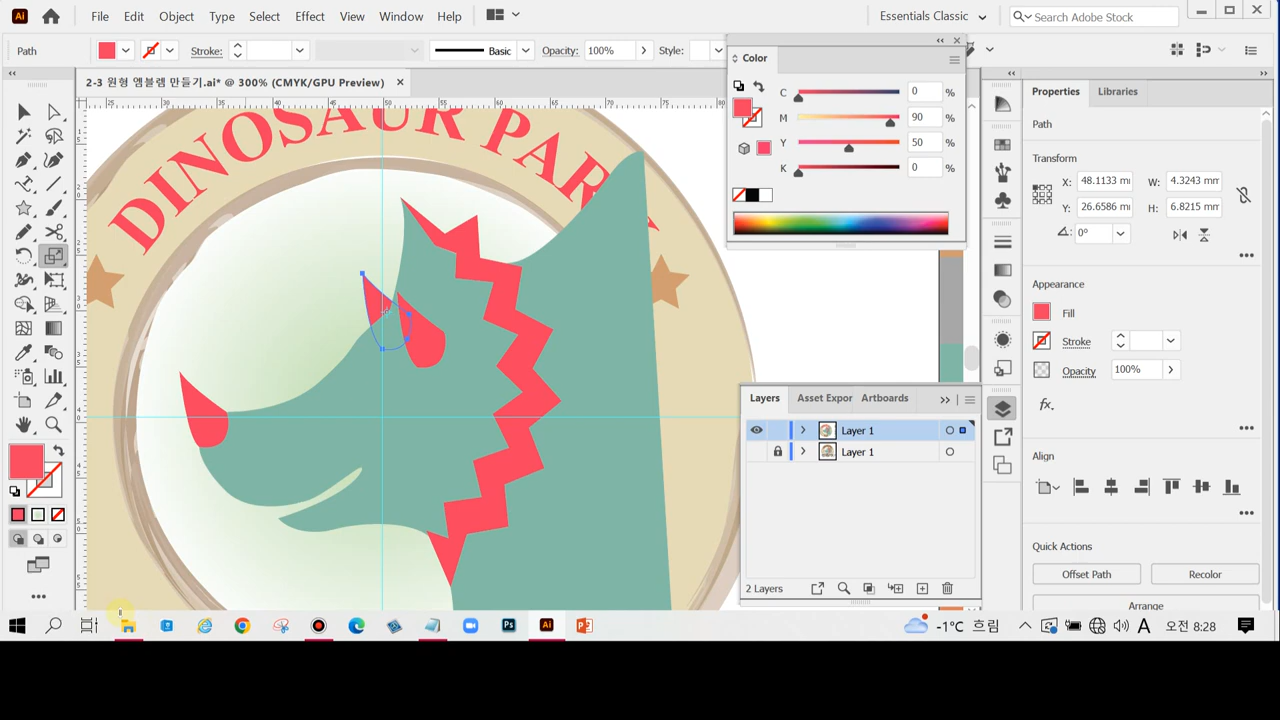 File Edit Object Type Select Effect View Window Help Essentials Classic Search Adobe Stock
Path Stroke: Basic Opacity: 100% Style:
2-3 원형 엠블렘 만들기.ai* @ 300% (CMYK/GPU Preview)
DINOSAUR PARK
Color
C 0 %
M 90 %
Y 50 %
K 0 %
Properties Libraries
Path
Transform
X: 48.1133 mm W: 4.3243 mm
Y: 26.6586 mm H: 6.8215 mm
0°
Appearance
Fill
Stroke
Opacity 100%
fx.
Align
Quick Actions
Offset Path Recolor
Arrange
Layers Asset Expor Artboards
Layer 1
Layer 1
2 Layers
-1°C 흐림 A 오전 8:28